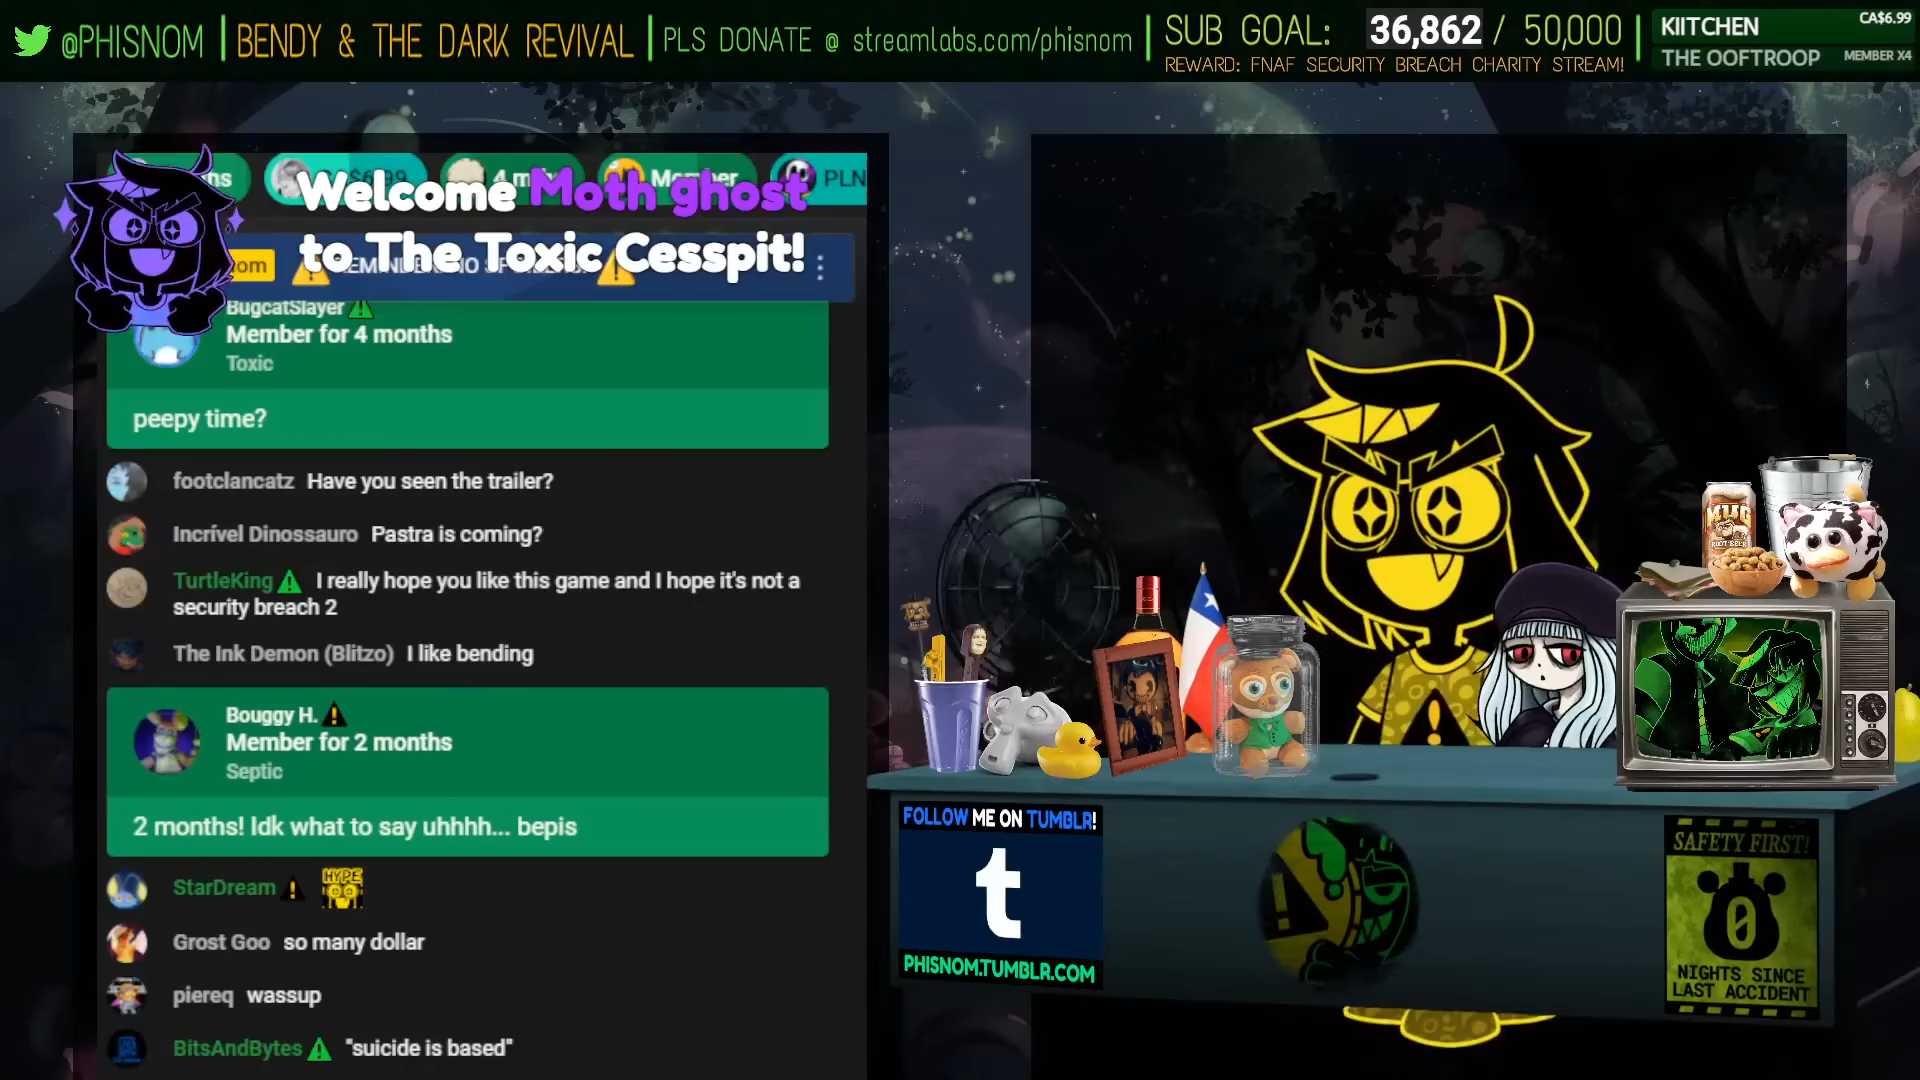 @PHISNOM
BENDY & THE DARK REVIVAL
PLS DONATE @ streamlabs.com/phisnom
SUB GOAL: 36,862 / 50,000
REWARD: FNAF SECURITY BREACH CHARITY STREAM!
KIITCHEN CA$6.99
THE OOFTROOP MEMBER X4
Member
PLN
Welcome Moth ghost
to The Toxic Cesspit!
BugcatSlayer
Member for 4 months
Toxic
peepy time?
footclancatz Have you seen the trailer?
Incrível Dinossauro Pastra is coming?
TurtleKing I really hope you like this game and I hope it's not a
security breach 2
The Ink Demon (Blitzo) I like bending
Bouggy H.
Member for 2 months
Septic
2 months! Idk what to say uhhhh... bepis
StarDream HYPE
Grost Goo so many dollar
piereq wassup
BitsAndBytes "suicide is based"
MUG
ROOT BEER
FOLLOW ME ON TUMBLR!
t
PHISNOM.TUMBLR.COM
SAFETY FIRST!
0
NIGHTS SINCE
LAST ACCIDENT